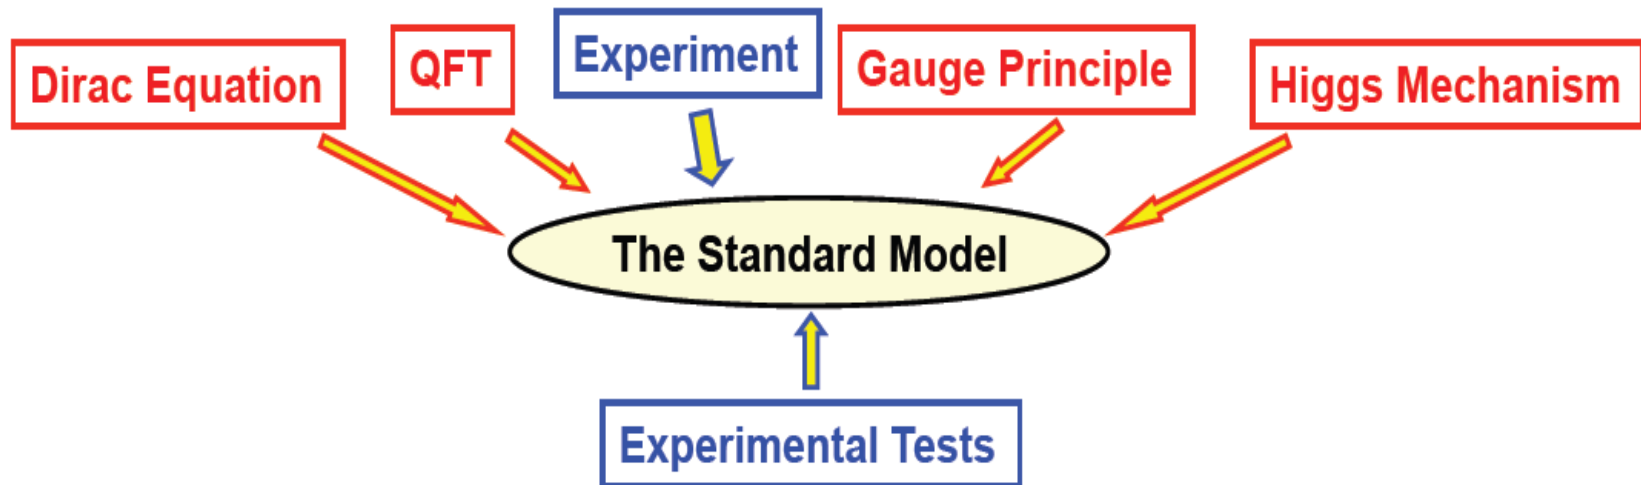 Dirac Equation
QFT
Experiment
Gauge Principle
Higgs Mechanism
The Standard Model
Experimental Tests